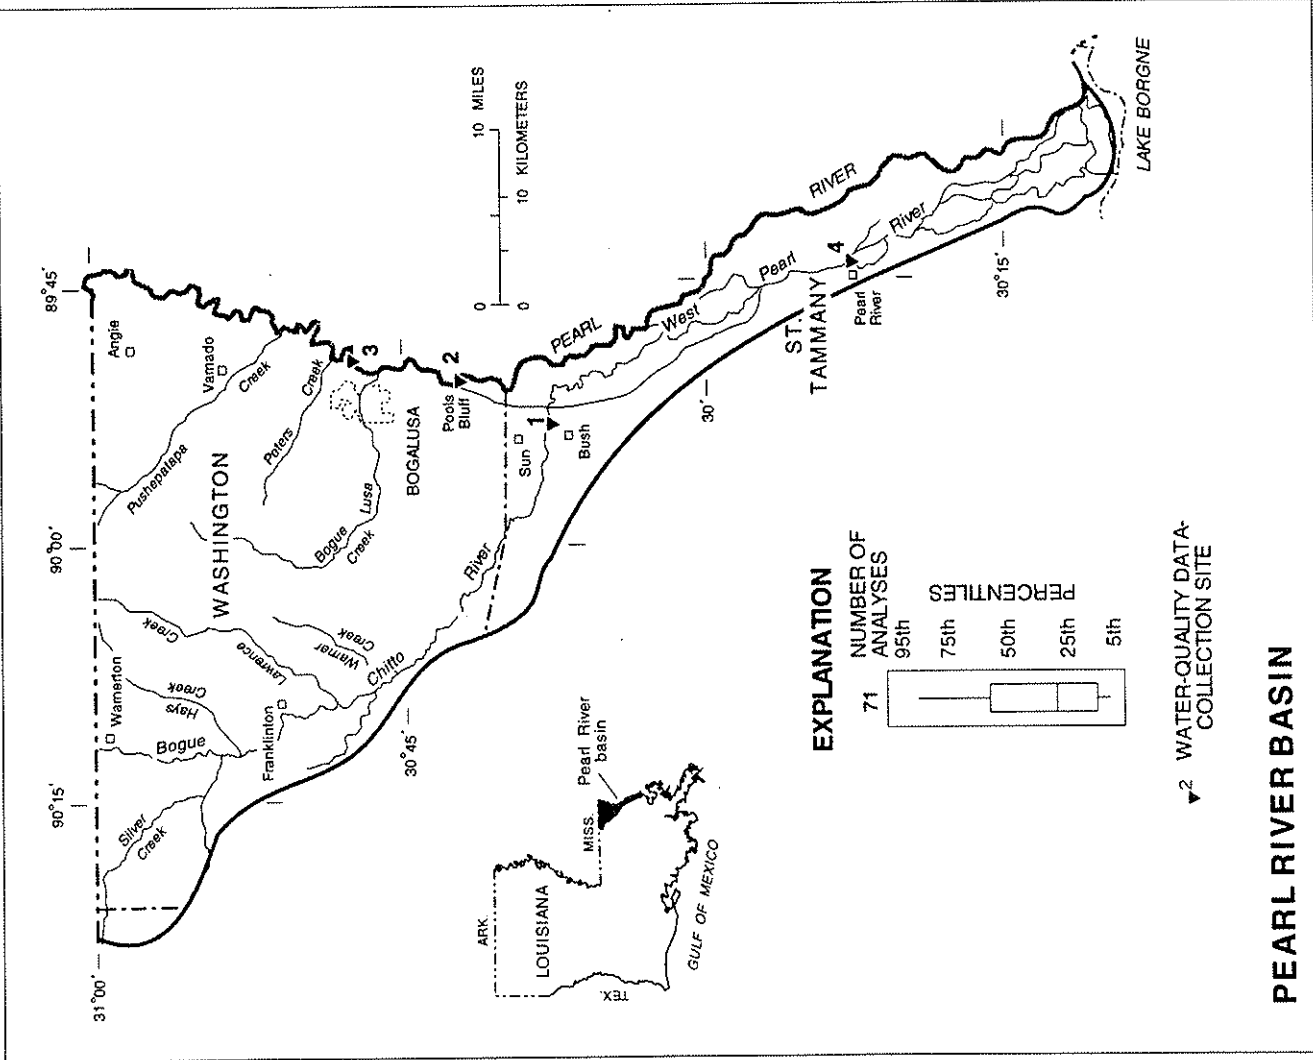 31°00'
90°15'
90°00'
89°45'
Silver
Creek
Warnerton
Bogue
Hays
Creek
Franklinton
Lawrence
Creek
Warner
Creek
WASHINGTON
Pushepatapa
Creek
Varnado
Angie
Peters
Creek
Bogue
Lusa
Creek
BOGALUSA
3
2
Pools
Bluff
30°45'
Chitto
River
Sun
1
Bush
PEARL
RIVER
West
Pearl
River
30'
ST.
TAMMANY
4
Pearl
River
30°15'
LAKE BORGNE
0 10 MILES
0 10 KILOMETERS
ARK.
LOUISIANA
TEX.
MISS.
Pearl River
basin
GULF OF MEXICO
EXPLANATION
71 NUMBER OF
ANALYSES
95th
75th
50th
25th
5th
PERCENTILES
2 WATER-QUALITY DATA-
COLLECTION SITE
PEARL RIVER BASIN